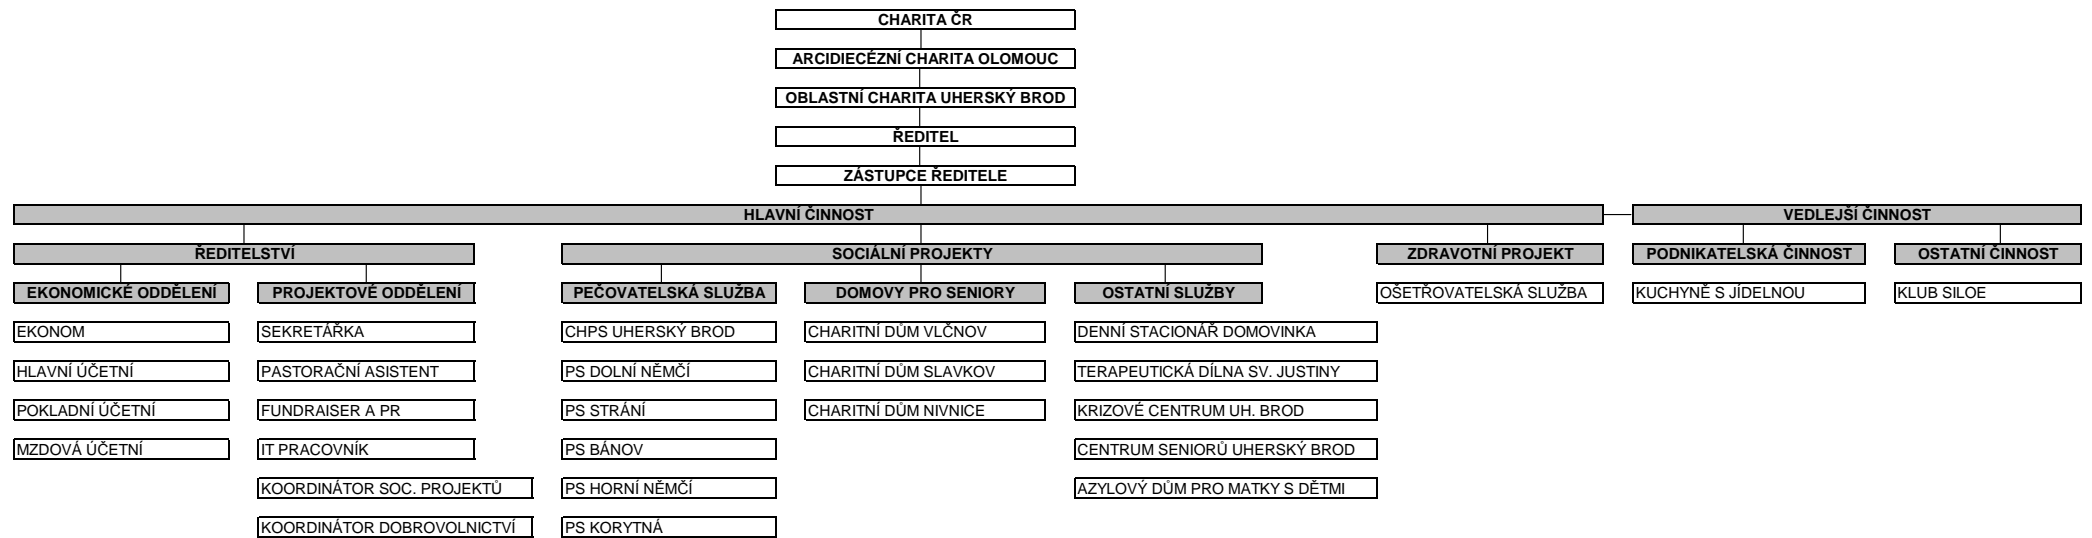 CHARITA ČR
ARCIDIECÉZNÍ CHARITA OLOMOUC
OBLASTNÍ CHARITA UHERSKÝ BROD
ŘEDITEL
ZÁSTUPCE ŘEDITELE
HLAVNÍ ČINNOST
VEDLEJŠÍ ČINNOST
ŘEDITELSTVÍ
SOCIÁLNÍ PROJEKTY
ZDRAVOTNÍ PROJEKT
PODNIKATELSKÁ ČINNOST
OSTATNÍ ČINNOST
EKONOMICKÉ ODDĚLENÍ
PROJEKTOVÉ ODDĚLENÍ
PEČOVATELSKÁ SLUŽBA
DOMOVY PRO SENIORY
OSTATNÍ SLUŽBY
OŠETŘOVATELSKÁ SLUŽBA
KUCHYNĚ S JÍDELNOU
KLUB SILOE
EKONOM
SEKRETÁŘKA
CHPS UHERSKÝ BROD
CHARITNÍ DŮM VLČNOV
DENNÍ STACIONÁŘ DOMOVINKA
HLAVNÍ ÚČETNÍ
PASTORAČNÍ ASISTENT
PS DOLNÍ NĚMČÍ
CHARITNÍ DŮM SLAVKOV
TERAPEUTICKÁ DÍLNA SV. JUSTINY
POKLADNÍ ÚČETNÍ
FUNDRAISER A PR
PS STRÁNÍ
CHARITNÍ DŮM NIVNICE
KRIZOVÉ CENTRUM UH. BROD
MZDOVÁ ÚČETNÍ
IT PRACOVNÍK
PS BÁNOV
CENTRUM SENIORŮ UHERSKÝ BROD
KOORDINÁTOR SOC. PROJEKTŮ
PS HORNÍ NĚMČÍ
AZYLOVÝ DŮM PRO MATKY S DĚTMI
KOORDINÁTOR DOBROVOLNICTVÍ
PS KORYTNÁ